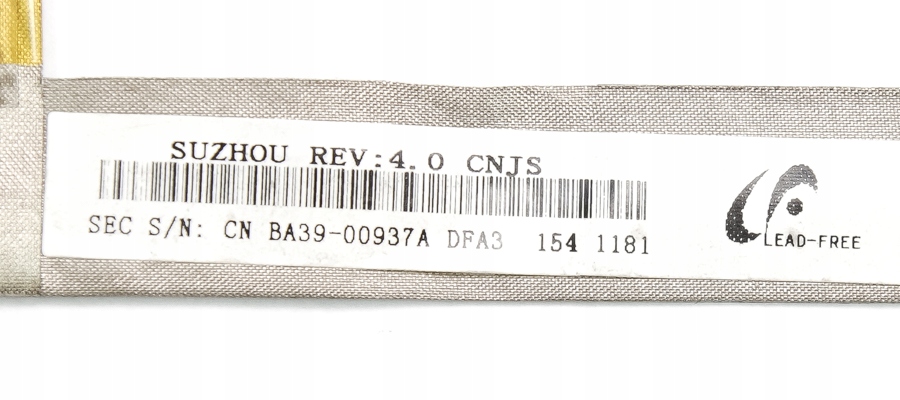 SUZHOU REV:4.0 CNJS
SEC S/N: CN BA39-00937A DFA3 154 1181
LEAD-FREE